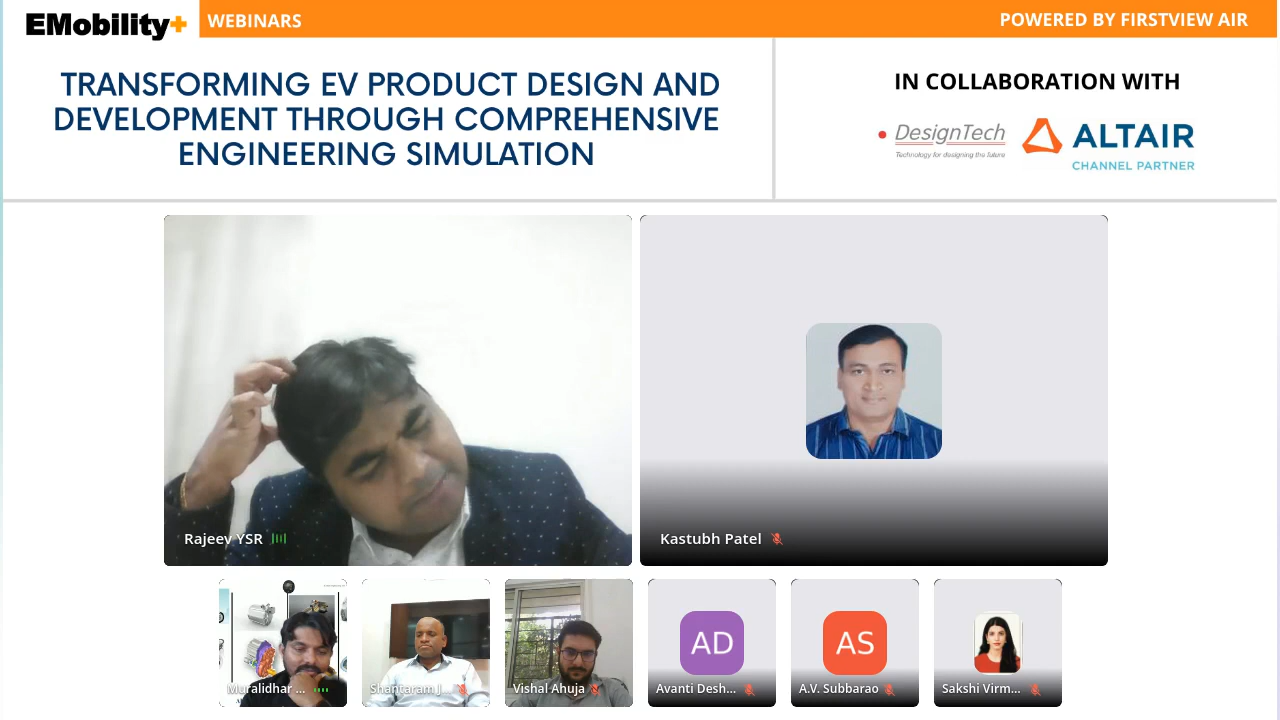 EMobility+
WEBINARS
POWERED BY FIRSTVIEW AIR
TRANSFORMING EV PRODUCT DESIGN AND
DEVELOPMENT THROUGH COMPREHENSIVE
ENGINEERING SIMULATION
IN COLLABORATION WITH
DesignTech
Technology for designing the future
ALTAIR
CHANNEL PARTNER
Rajeev YSR
Kastubh Patel
Muralidhar ...
Shantaram J...
Vishal Ahuja
AD
Avanti Desh...
AS
A.V. Subbarao
Sakshi Virm...